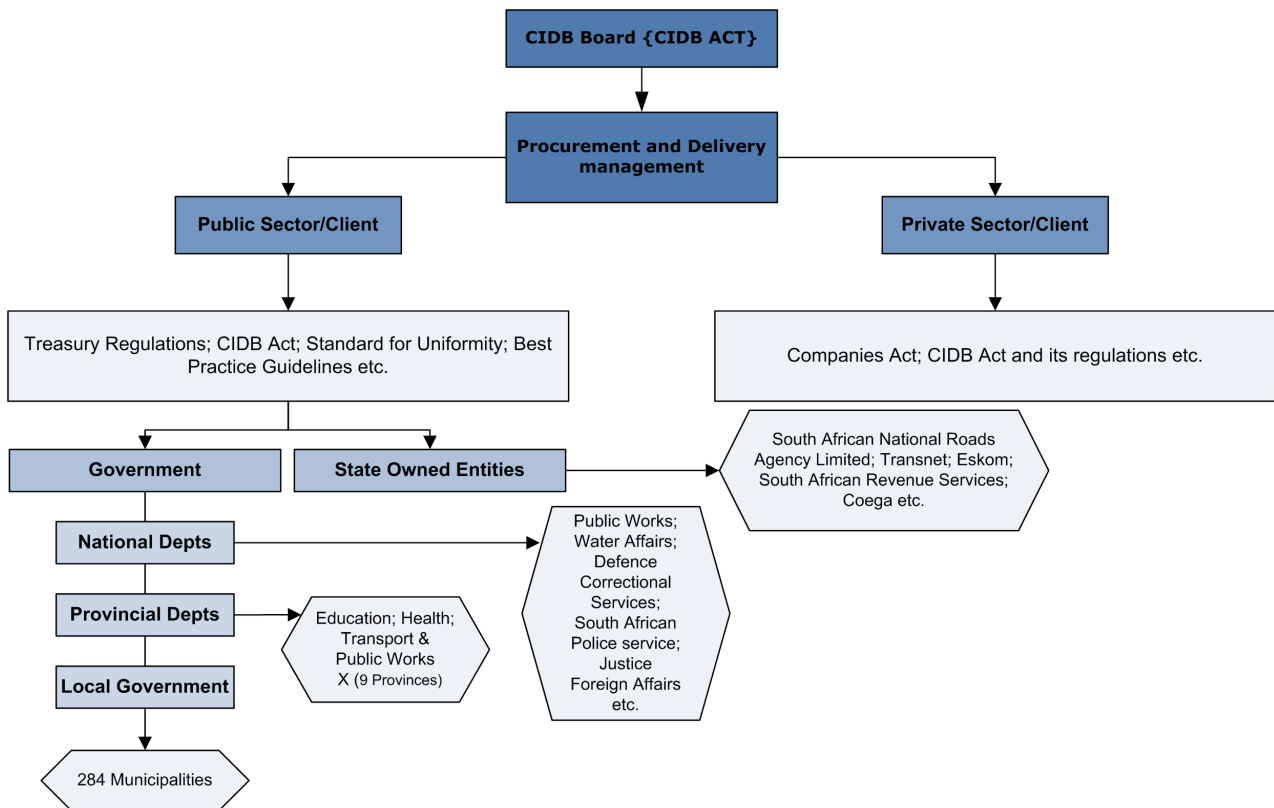 CIDB Board {CIDB ACT}
Procurement and Delivery
management
Public Sector/Client
Private Sector/Client
Treasury Regulations; CIDB Act; Standard for Uniformity; Best
Practice Guidelines etc.
Companies Act; CIDB Act and its regulations etc.
Government
State Owned Entities
South African National Roads
Agency Limited; Transnet; Eskom;
South African Revenue Services;
Coega etc.
National Depts
Public Works;
Water Affairs;
Defence
Correctional
Services;
South African
Police service;
Justice
Foreign Affairs
etc.
Provincial Depts
Education; Health;
Transport &
Public Works
X (9 Provinces)
Local Government
284 Municipalities